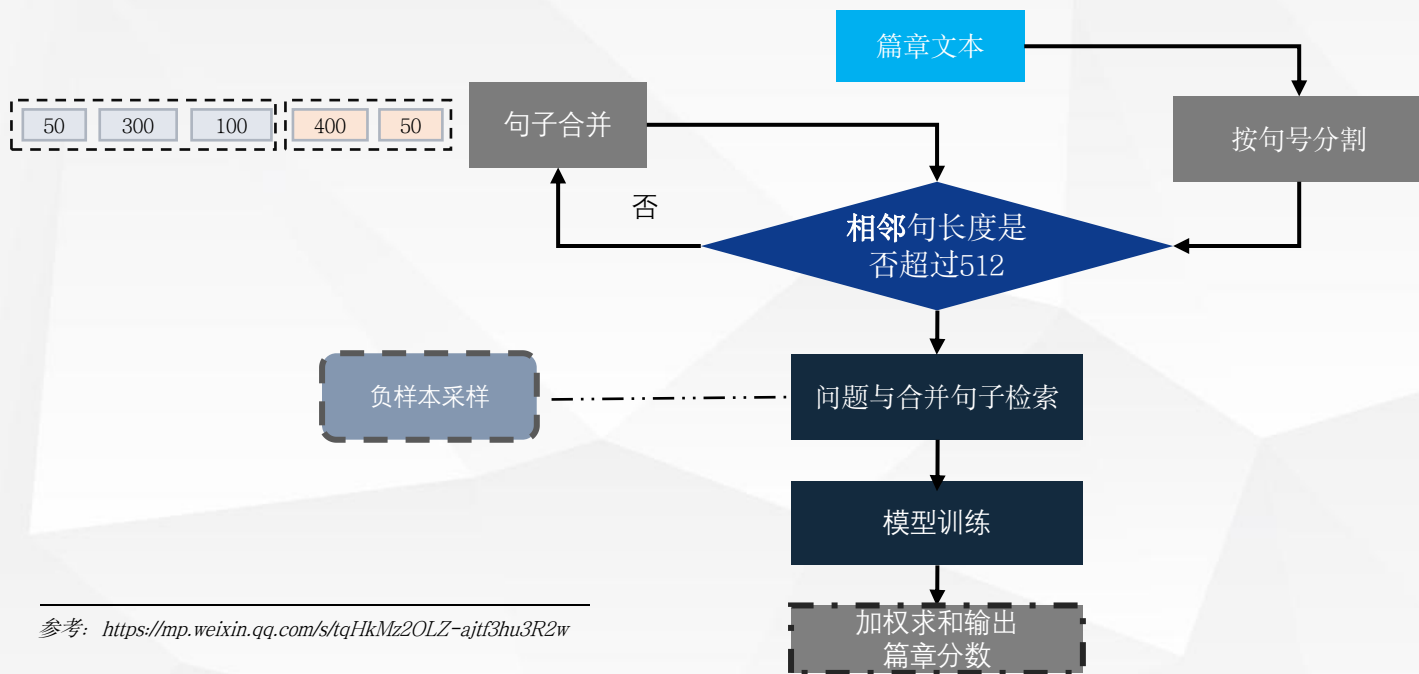 篇章文本
50 300 100 400 50
句子合并
按句号分割
否
相邻句长度是
否超过512
负样本采样
问题与合并句子检索
模型训练
加权求和输出
篇章分数
参考：https://mp.weixin.qq.com/s/tqHkMz2OLZ-ajtf3hu3R2w